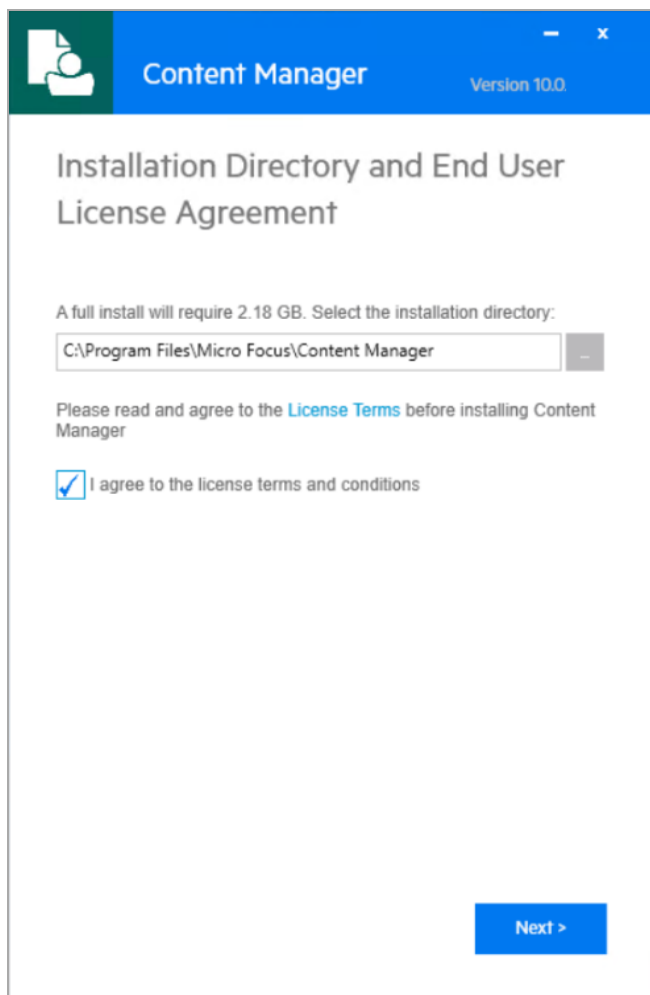 Content Manager
Version 10.0.
Installation Directory and End User
License Agreement
A full install will require 2.18 GB. Select the installation directory:
C:\Program Files\Micro Focus\Content Manager
...
Please read and agree to the License Terms before installing Content
Manager
I agree to the license terms and conditions
Next >